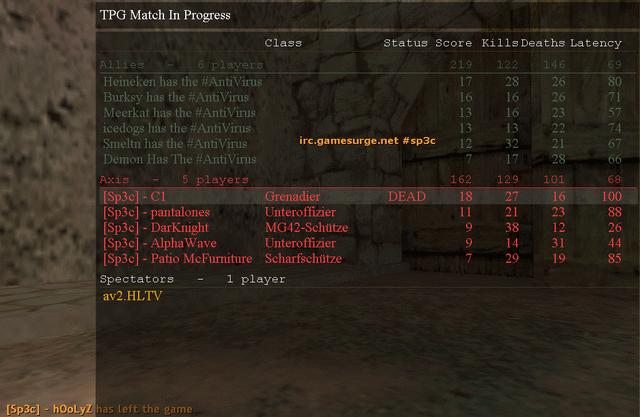 TPG Match In Progress
Class Status Score Kills Deaths Latency
Allies - 6 players 219 122 146 69
Heineken has the #AntiVirus 17 28 26 80
Burksy has the #AntiVirus 16 16 26 71
Meerkat has the #AntiVirus 13 16 23 57
icedogs has the #AntiVirus 13 13 22 74
Smeltn has the #AntiVirus 12 32 21 67
irc.gamesurge.net #sp3c
Demon Has The #AntiVirus 7 17 28 66
Axis - 5 players 162 129 101 68
[Sp3c] - C1 Grenadier DEAD 18 27 16 100
[Sp3c] - pantalones Unteroffizier 11 21 23 88
[Sp3c] - DarKnight MG42-Schütze 9 38 12 26
[Sp3c] - AlphaWave Unteroffizier 9 14 31 44
[Sp3c] - Patio McFurniture Scharfschütze 7 29 19 85
Spectators - 1 player
av2.HLTV
[Sp3c] - hOoLyZ has left the game